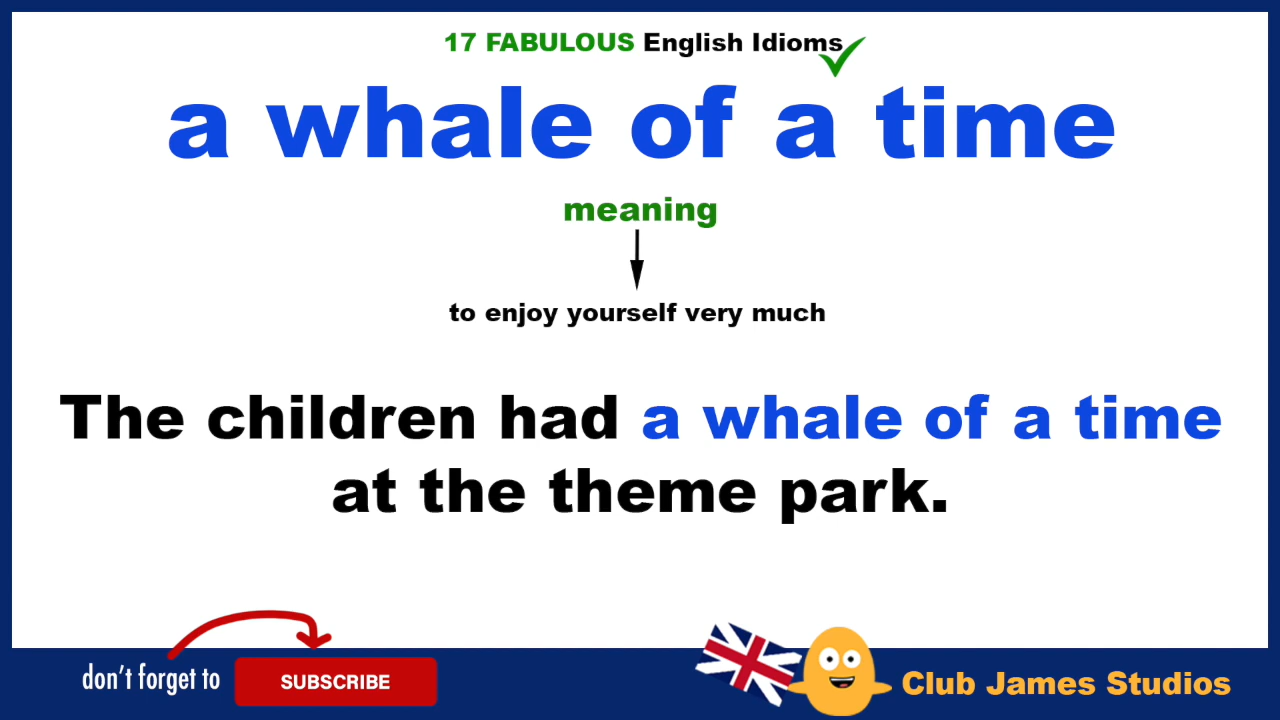 17 FABULOUS English Idioms
a whale of a time
meaning
to enjoy yourself very much
The children had a whale of a time
at the theme park.
don't forget to
SUBSCRIBE
Club James Studios